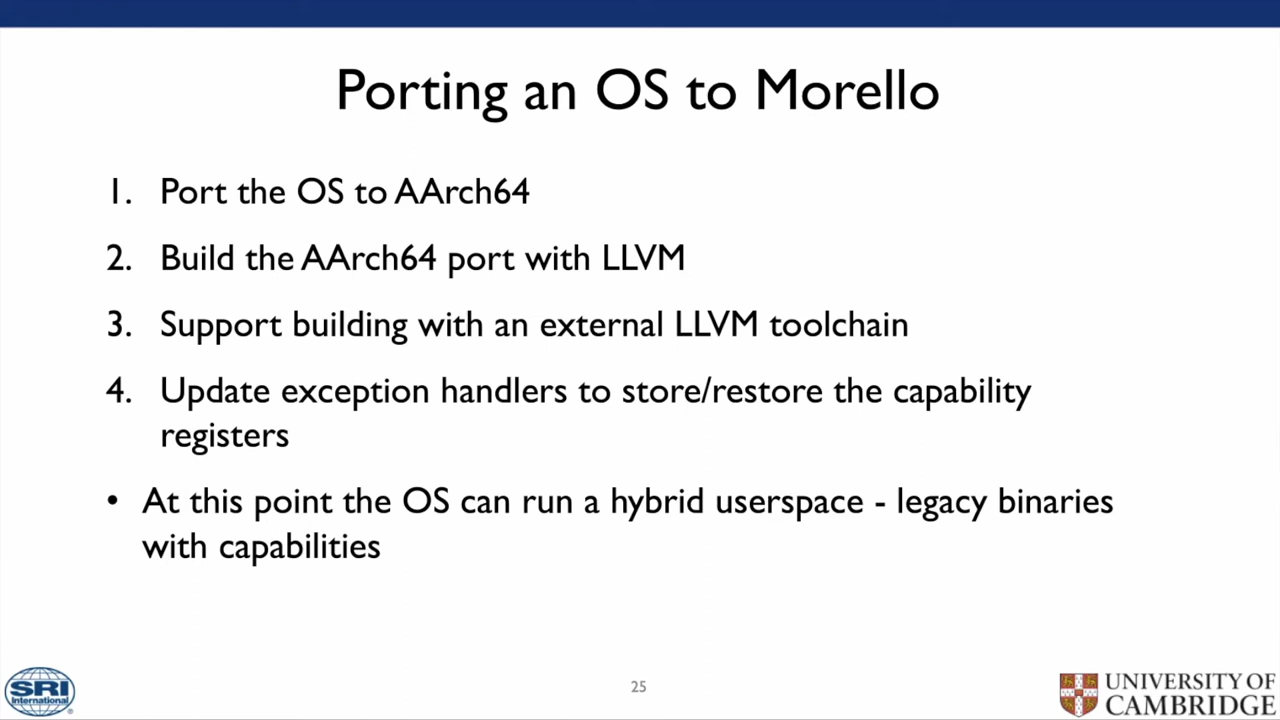 Porting an OS to Morello
1. Port the OS to AArch64
2. Build the AArch64 port with LLVM
3. Support building with an external LLVM toolchain
4. Update exception handlers to store/restore the capability
registers
• At this point the OS can run a hybrid userspace - legacy binaries
with capabilities
SRI
International®
25
UNIVERSITY OF
CAMBRIDGE